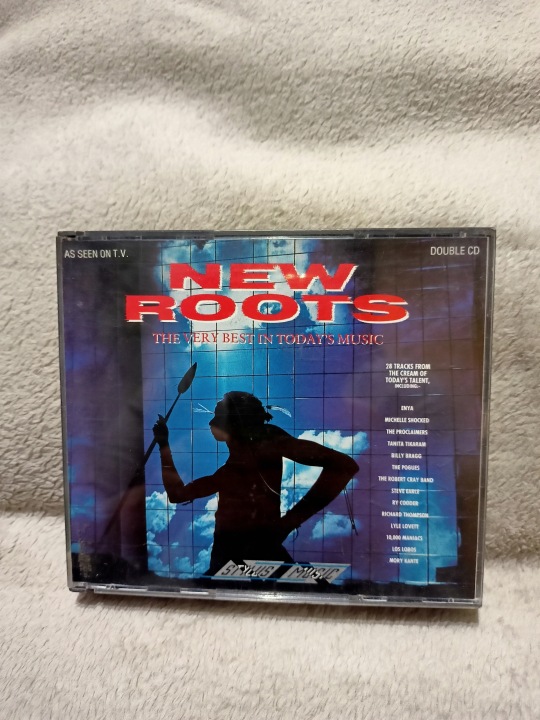 AS SEEN ON T.V.
DOUBLE CD
NEW
ROOTS
THE VERY BEST IN TODAY'S MUSIC
28 TRACKS FROM
THE CREAM OF
TODAY'S TALENT,
INCLUDING:-
ENYA
MICHELLE SHOCKED
THE PROCLAIMERS
TANITA TIKARAM
BILLY BRAGG
THE POGUES
THE ROBERT CRAY BAND
STEVE EARLE
RY COODER
RICHARD THOMPSON
LYLE LOVETT
10,000 MANIACS
LOS LOBOS
MORY KANTE
STYLUS MUSIC